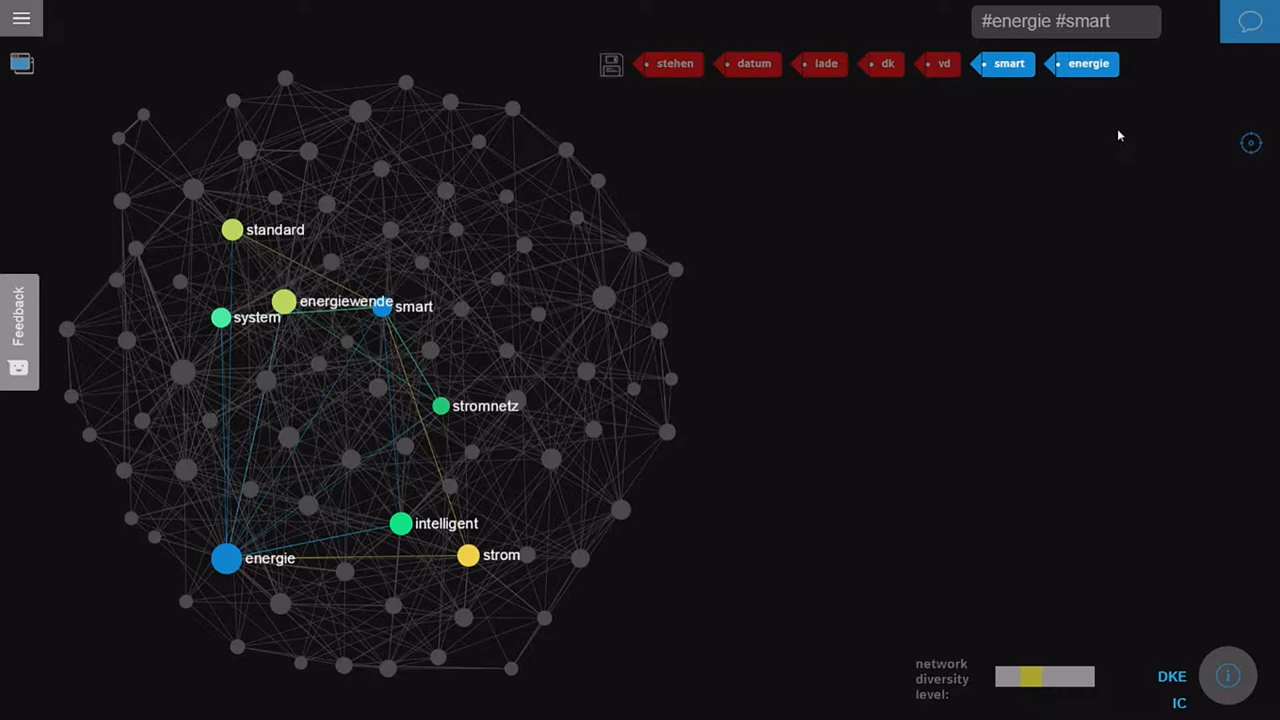 #energie #smart
stehen
datum
lade
dk
vd
smart
energie
standard
energiewende
smart
system
stromnetz
intelligent
strom
energie
Feedback
network
diversity
level:
DKE
IC